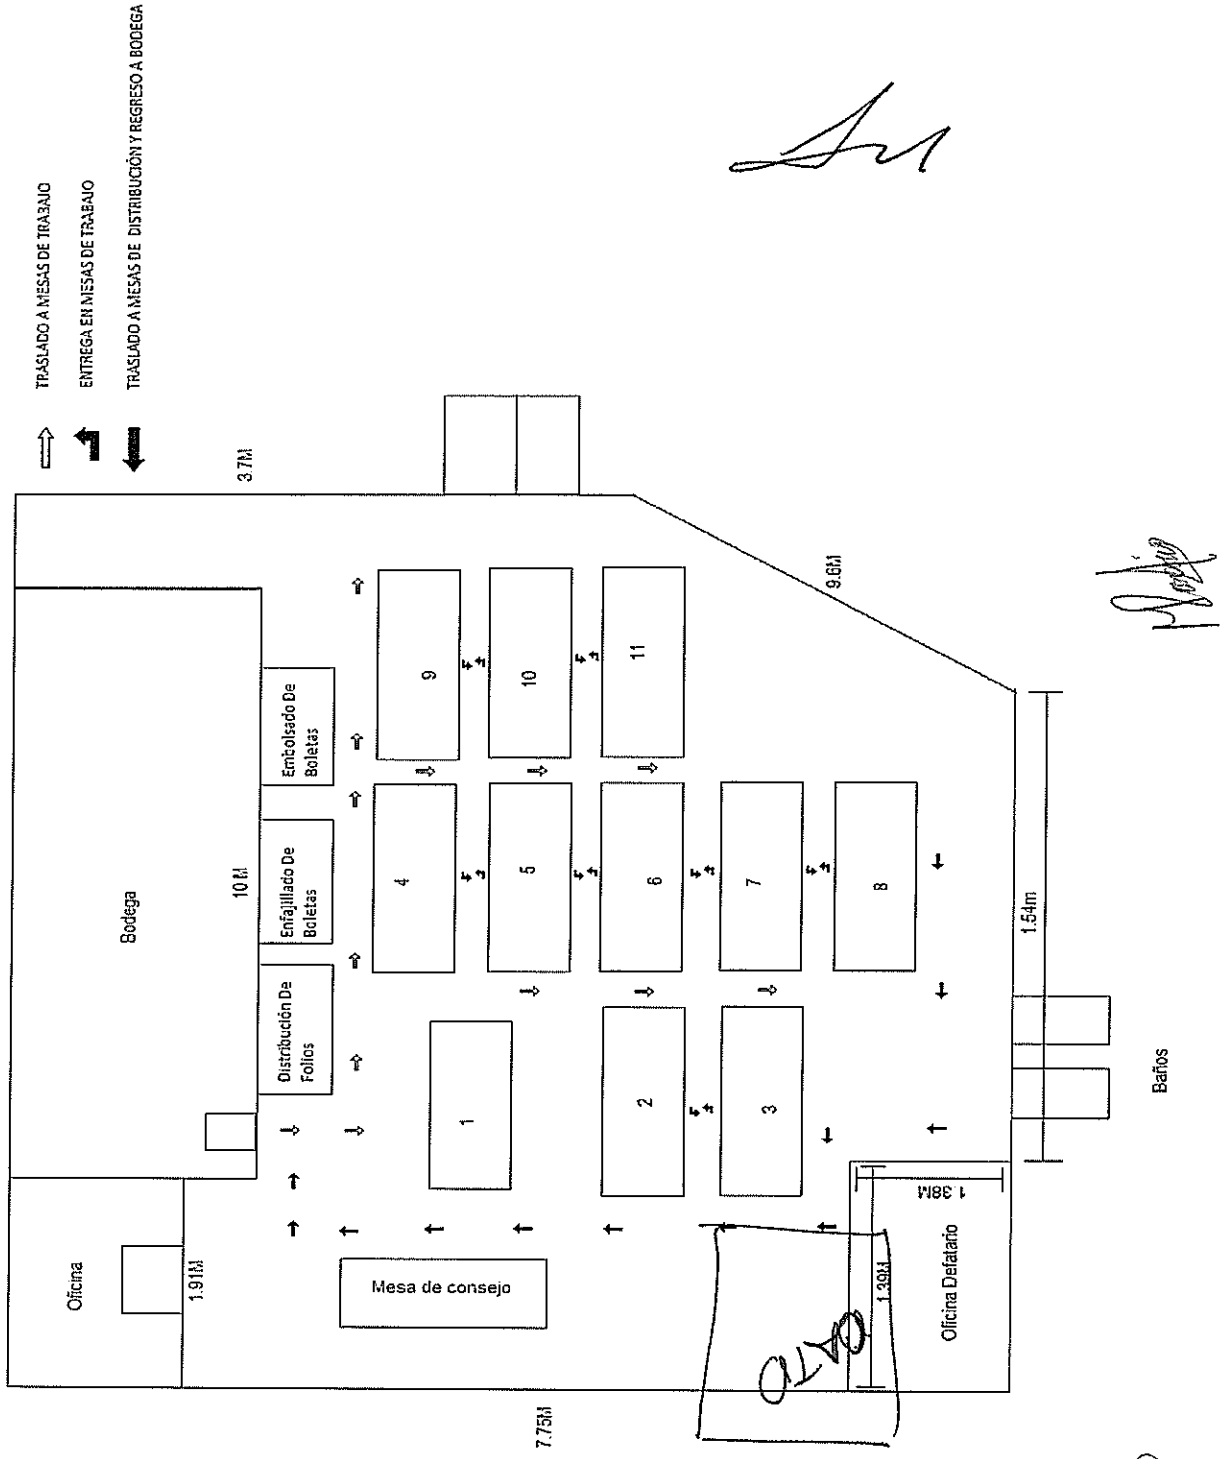 TRASLADO A MESAS DE TRABAJO
ENTREGA EN MESAS DE TRABAJO
TRASLADO A MESAS DE DISTRIBUCIÓN Y REGRESO A BODEGA
3.7M
Bodega
10 M
Oficina
1.91M
Distribución De
Folios
Enfajillado De
Boletas
Embolsado De
Boletas
9
10
11
4
5
6
7
8
1
2
3
Mesa de consejo
9.6M
7.75M
1.54m
1.38M
1.39M
Oficina Defatario
Baños